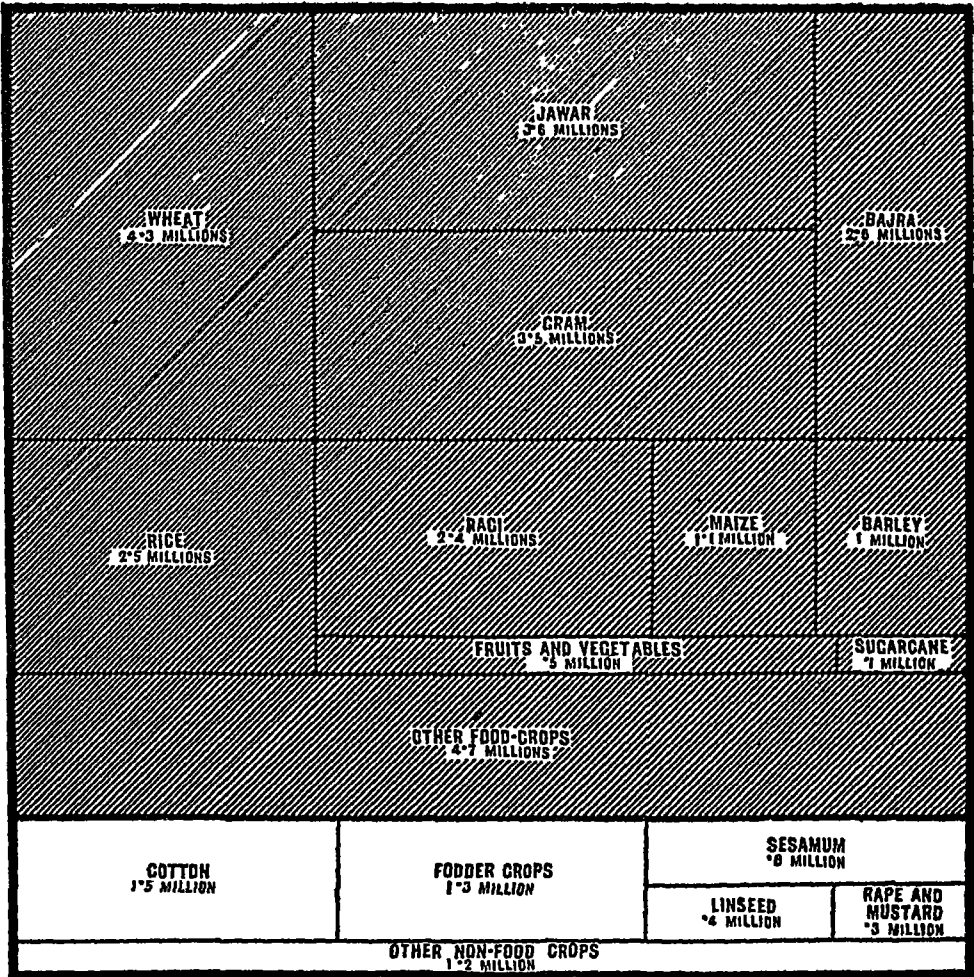 JAWAR
3·6 MILLIONS
WHEAT
4·3 MILLIONS
BAJRA
2·6 MILLIONS
GRAM
3·5 MILLIONS
RICE
2·5 MILLIONS
RAGI
2·4 MILLIONS
MAIZE
1·1 MILLION
BARLEY
1 MILLION
FRUITS AND VEGETABLES
·5 MILLION
SUGARCANE
·1 MILLION
OTHER FOOD-CROPS
4·7 MILLIONS
COTTON
1·5 MILLION
FODDER CROPS
1·3 MILLION
SESAMUM
·8 MILLION
LINSEED
·4 MILLION
RAPE AND
MUSTARD
·3 MILLION
OTHER NON-FOOD CROPS
1·2 MILLION